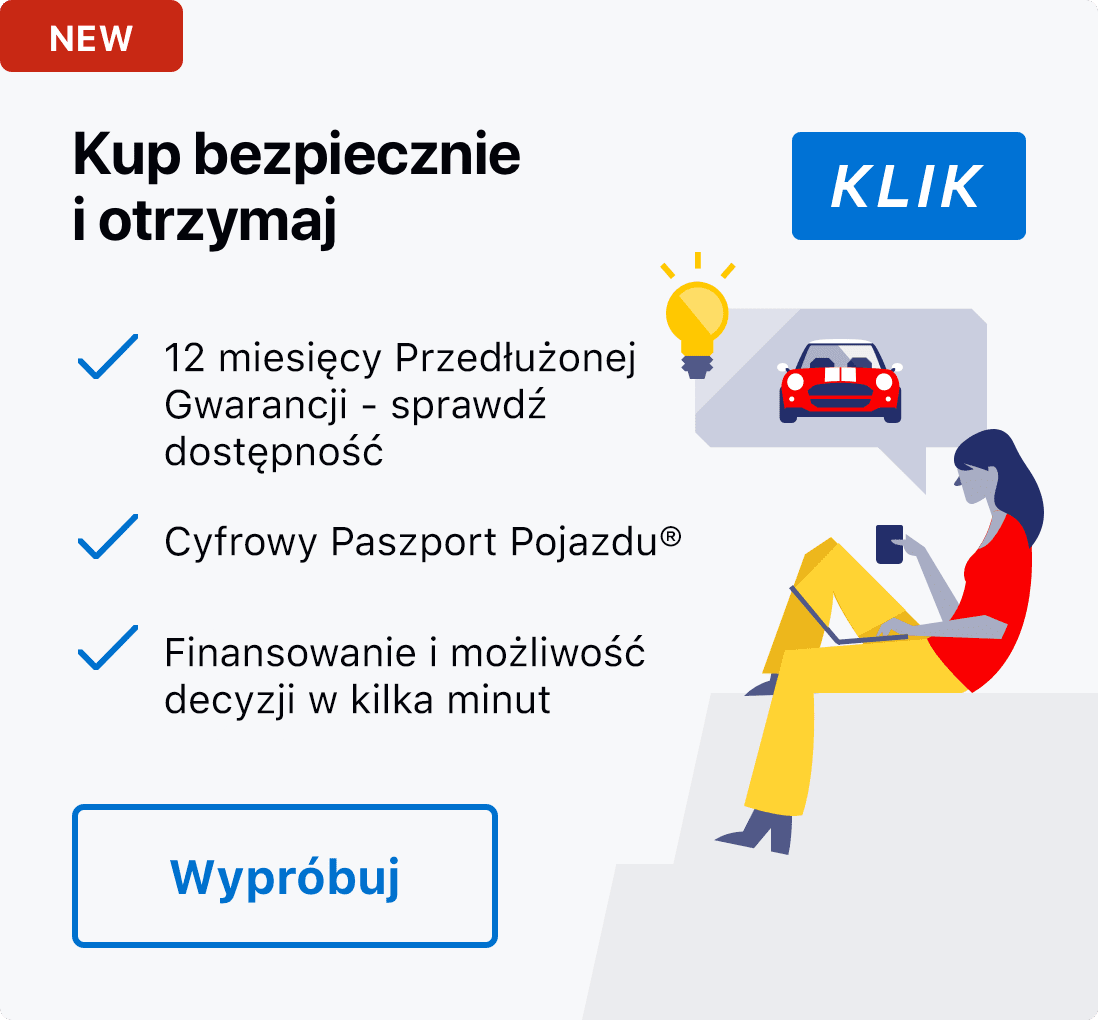 NEW
Kup bezpiecznie
i otrzymaj
KLIK
12 miesięcy Przedłużonej
Gwarancji - sprawdź
dostępność
Cyfrowy Paszport Pojazdu®
Finansowanie i możliwość
decyzji w kilka minut
Wypróbuj